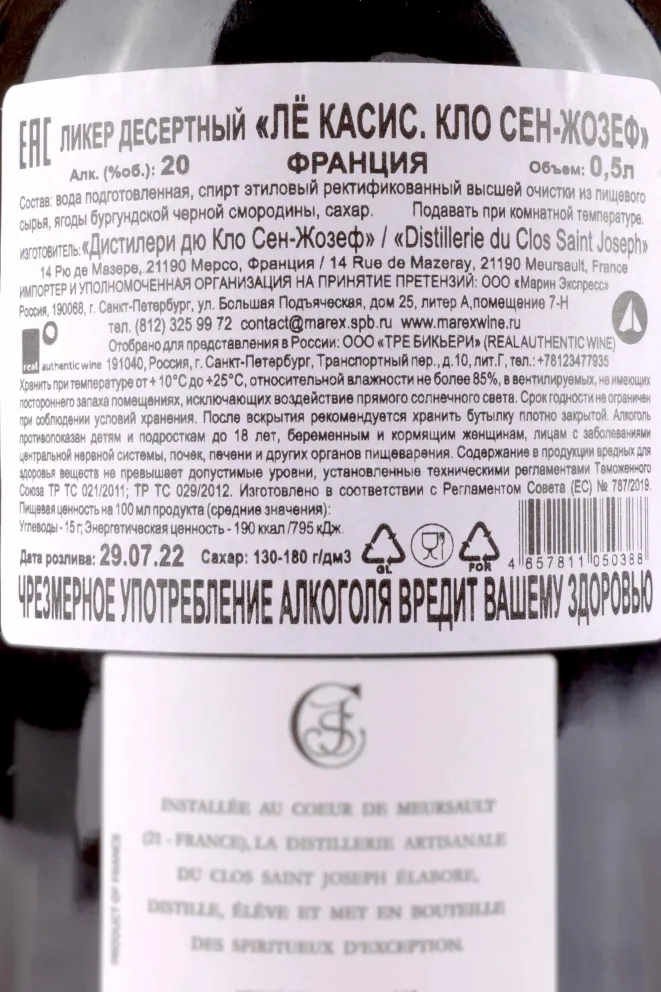 EAC ЛИКЕР ДЕСЕРТНЫЙ «ЛЁ КАСИС. КЛО СЕН-ЖОЗЕФ»
Алк. (%об.): 20 ФРАНЦИЯ Объем: 0,5л
Состав: вода подготовленная, спирт этиловый ректификованный высшей очистки из пищевого
сырья, ягоды бургундской черной смородины, сахар. Подавать при комнатной температуре.
ИЗГОТОВИТЕЛЬ: «Дистилери дю Кло Сен-Жозеф» / «Distillerie du Clos Saint Joseph»
14 Рю де Мазере, 21190 Мерсо, Франция / 14 Rue de Mazeray, 21190 Meursault, France
ИМПОРТЕР И УПОЛНОМОЧЕННАЯ ОРГАНИЗАЦИЯ НА ПРИНЯТИЕ ПРЕТЕНЗИЙ: ООО «Марин Экспресс»
Россия, 190068, г. Санкт-Петербург, ул. Большая Подъяческая, дом 25, литер А, помещение 7-Н
тел. (812) 325 99 72 contact@marex.spb.ru www.marexwine.ru
Отобрано для представления в России: ООО «ТРЕ БИКЬЕРИ» (REAL AUTHENTIC WINE)
real authentic wine 191040, Россия, г. Санкт-Петербург, Транспортный пер., д.10, лит.Г, тел.: +78123477935
Хранить при температуре от + 10°С до +25°С, относительной влажности не более 85%, в вентилируемых, не имеющих
постороннего запаха помещениях, исключающих воздействие прямого солнечного света. Срок годности не ограничен
при соблюдении условий хранения. После вскрытия рекомендуется хранить бутылку плотно закрытой. Алкоголь
противопоказан детям и подросткам до 18 лет, беременным и кормящим женщинам, лицам с заболеваниями
центральной нервной системы, почек, печени и других органов пищеварения. Содержание в продукции вредных для
здоровья веществ не превышает допустимые уровни, установленные техническими регламентами Таможенного
Союза ТР ТС 021/2011; ТР ТС 029/2012. Изготовлено в соответствии с Регламентом Совета (ЕС) № 787/2019.
Пищевая ценность на 100 мл продукта (средние значения):
Углеводы - 15 г; Энергетическая ценность - 190 ккал /795 кДж.
Дата розлива: 29.07.22 Сахар: 130-180 г/дм3 GL FOR 4 657811 050388
ЧРЕЗМЕРНОЕ УПОТРЕБЛЕНИЕ АЛКОГОЛЯ ВРЕДИТ ВАШЕМУ ЗДОРОВЬЮ
INSTALLÉE AU COEUR DE MEURSAULT
(21 - FRANCE), LA DISTILLERIE ARTISANALE
DU CLOS SAINT JOSEPH ÉLABORE,
DISTILLE, ÉLÈVE ET MET EN BOUTEILLE
DES SPIRITUEUX D'EXCEPTION.
PRODUCT OF FRANCE